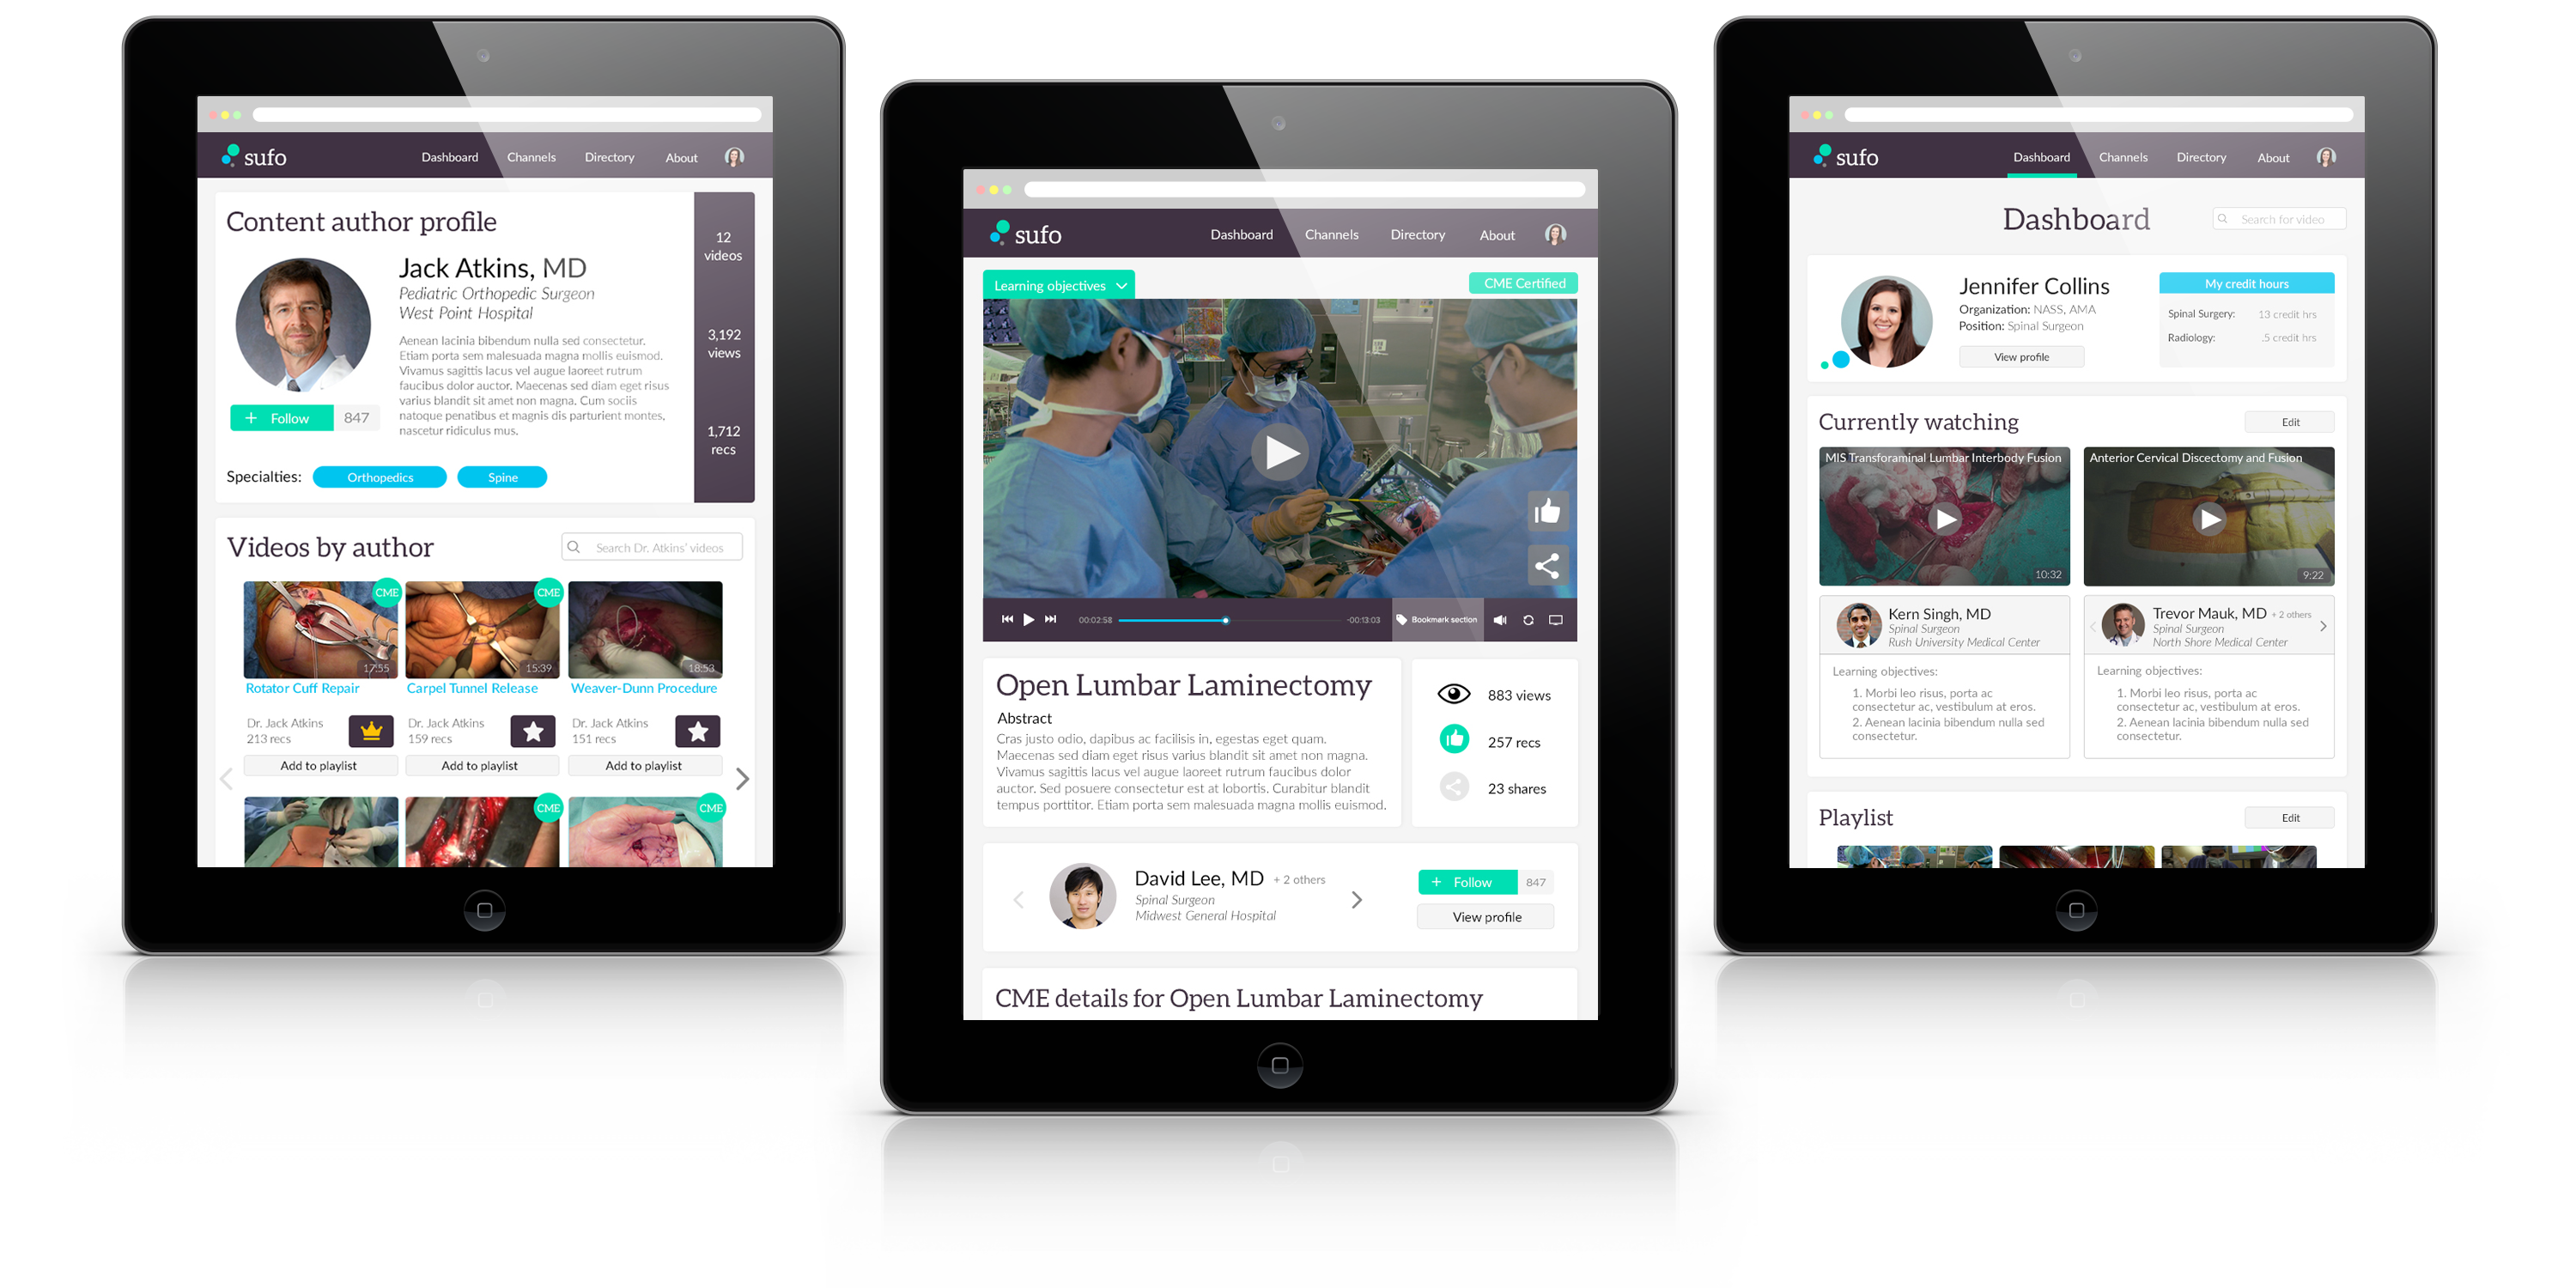 sufo
Dashboard
Channels
Directory
About
Content author profile
Jack Atkins, MD
Pediatric Orthopedic Surgeon
West Point Hospital
Aenean lacinia bibendum nulla sed consectetur.
Etiam porta sem malesuada magna mollis euismod.
Vivamus sagittis lacus vel augue laoreet rutrum
faucibus dolor auctor. Maecenas sed diam eget risus
varius blandit sit amet non magna. Cum sociis
natoque penatibus et magnis dis parturient montes,
nascetur ridiculus mus.
+ Follow 847
Specialties: Orthopedics Spine
12
videos
3,192
views
1,712
recs
Videos by author
Search Dr. Atkins' videos
CME
CME
17:55
15:39
18:53
Rotator Cuff Repair
Carpel Tunnel Release
Weaver-Dunn Procedure
Dr. Jack Atkins
213 recs
Dr. Jack Atkins
159 recs
Dr. Jack Atkins
151 recs
Add to playlist
Add to playlist
Add to playlist
CME
CME
sufo
Dashboard
Channels
Directory
About
Learning objectives
CME Certified
00:02:58
-00:13:03
Bookmark section
Open Lumbar Laminectomy
Abstract
Cras justo odio, dapibus ac facilisis in, egestas eget quam.
Maecenas sed diam eget risus varius blandit sit amet non magna.
Vivamus sagittis lacus vel augue laoreet rutrum faucibus dolor
auctor. Sed posuere consectetur est at lobortis. Curabitur blandit
tempus porttitor. Etiam porta sem malesuada magna mollis euismod.
883 views
257 recs
23 shares
David Lee, MD + 2 others
Spinal Surgeon
Midwest General Hospital
+ Follow 847
View profile
CME details for Open Lumbar Laminectomy
sufo
Dashboard
Channels
Directory
About
Dashboard
Search for video
Jennifer Collins
Organization: NASS, AMA
Position: Spinal Surgeon
View profile
My credit hours
Spinal Surgery: 13 credit hrs
Radiology: .5 credit hrs
Currently watching
Edit
MIS Transforaminal Lumbar Interbody Fusion
10:32
Kern Singh, MD
Spinal Surgeon
Rush University Medical Center
Learning objectives:
1. Morbi leo risus, porta ac
consectetur ac, vestibulum at eros.
2. Aenean lacinia bibendum nulla sed
consectetur.
Anterior Cervical Discectomy and Fusion
9:22
Trevor Mauk, MD + 2 others
Spinal Surgeon
North Shore Medical Center
Learning objectives:
1. Morbi leo risus, porta ac
consectetur ac, vestibulum at eros.
2. Aenean lacinia bibendum nulla sed
consectetur.
Playlist
Edit